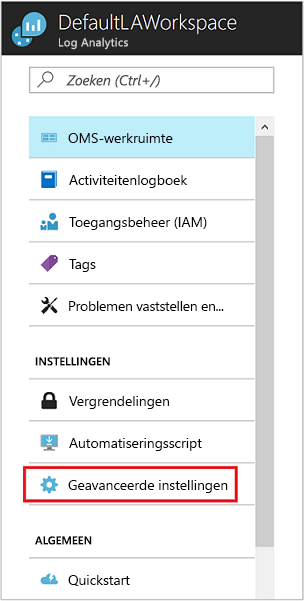 DefaultLAWorkspace
Log Analytics
Zoeken (Ctrl+/)
OMS-werkruimte
Activiteitenlogboek
Toegangsbeheer (IAM)
Tags
Problemen vaststellen en...
INSTELLINGEN
Vergrendelingen
Automatiseringsscript
Geavanceerde instellingen
ALGEMEEN
Quickstart